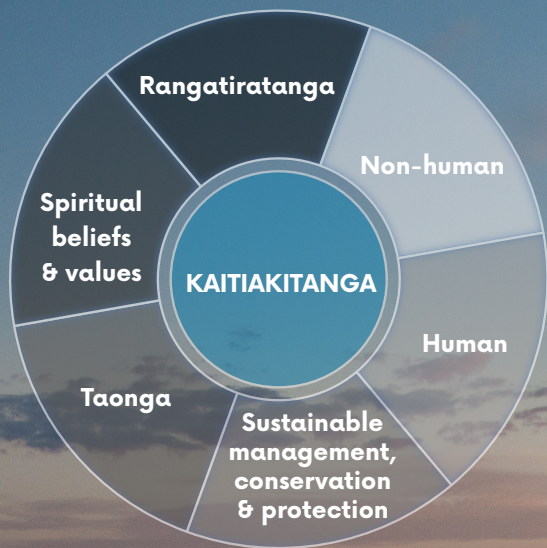 Rangatiratanga
Non-human
Spiritual
beliefs
& values
KAITIAKITANGA
Human
Taonga
Sustainable
management,
conservation
& protection